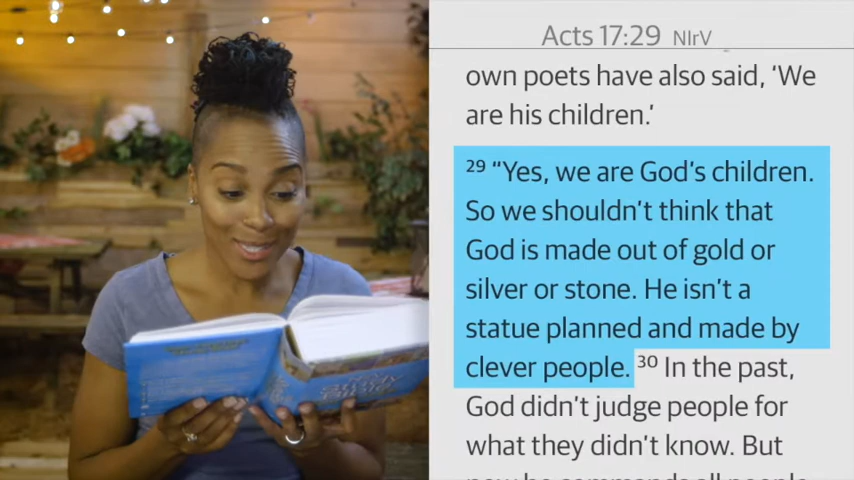 Acts 17:29 NIrV
own poets have also said, ‘We
are his children.’
29 “Yes, we are God’s children.
So we shouldn’t think that
God is made out of gold or
silver or stone. He isn’t a
statue planned and made by
clever people. 30 In the past,
God didn’t judge people for
what they didn’t know. But